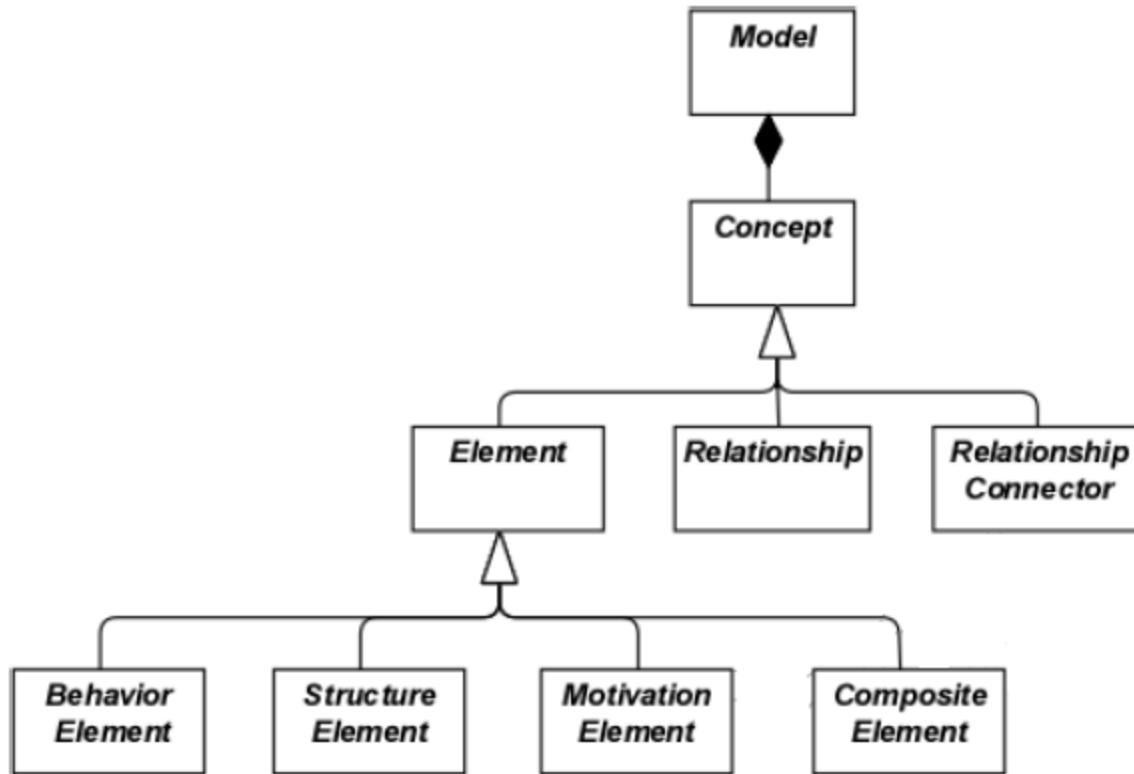 Model
Concept
Element
Relationship
Relationship
Connector
Behavior
Element
Structure
Element
Motivation
Element
Composite
Element